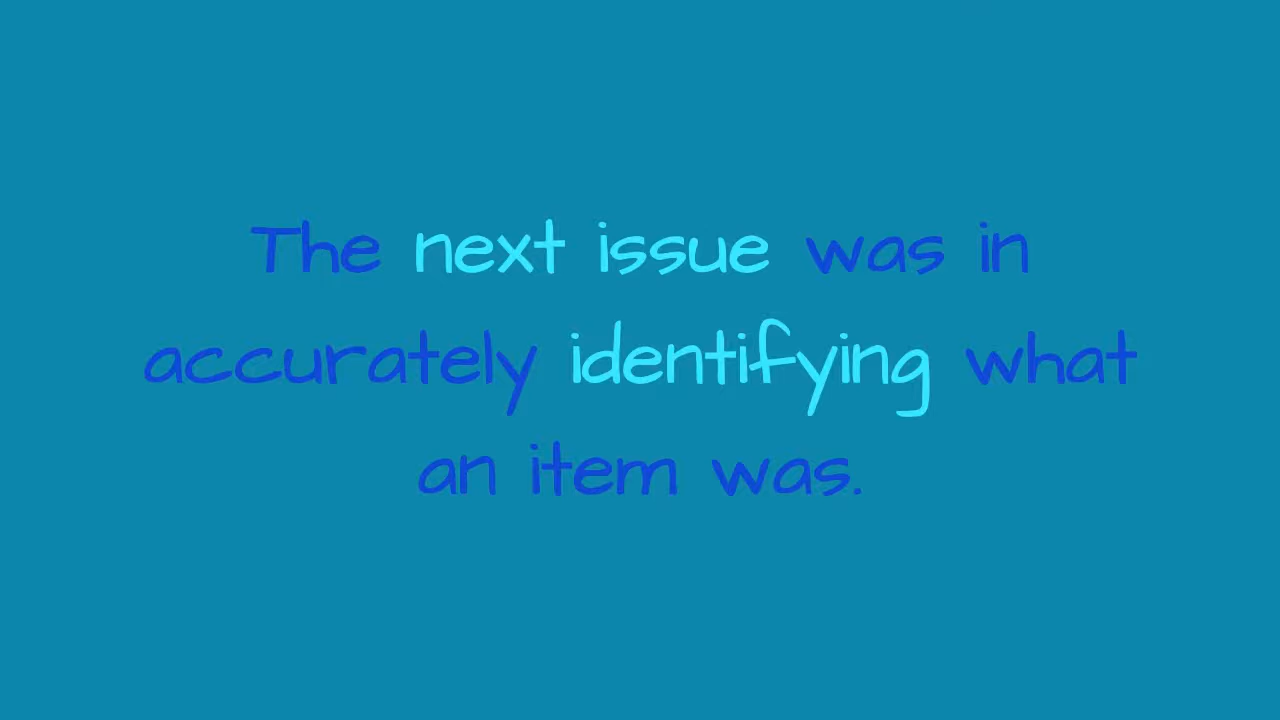 The next issue was in
accurately identifying what
an item was.